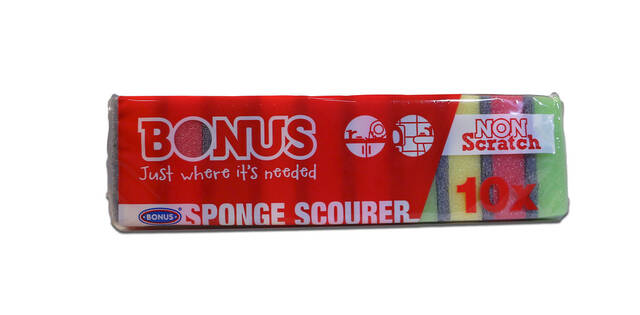 BONUS
Just where it's needed
NON
Scratch
10x
BONUS
SPONGE SCOURER